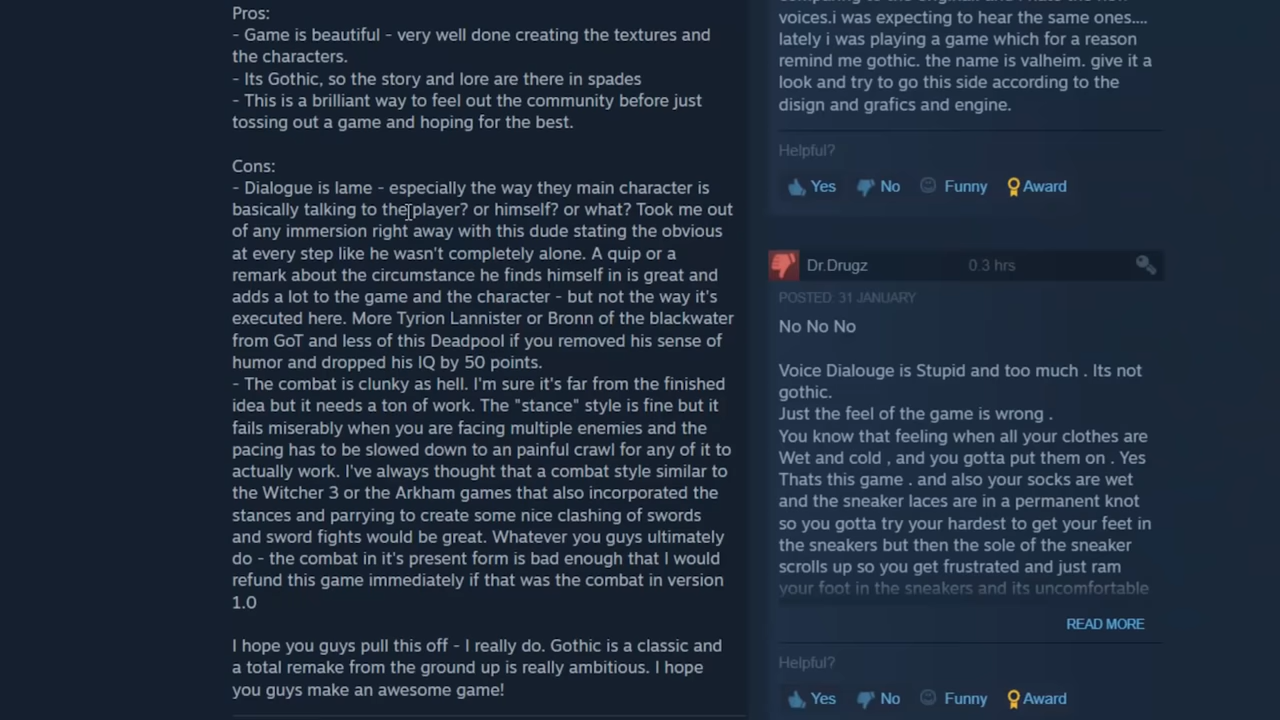 Pros:
- Game is beautiful - very well done creating the textures and
the characters.
- Its Gothic, so the story and lore are there in spades
- This is a brilliant way to feel out the community before just
tossing out a game and hoping for the best.
Cons:
- Dialogue is lame - especially the way they main character is
basically talking to the player? or himself? or what? Took me out
of any immersion right away with this dude stating the obvious
at every step like he wasn't completely alone. A quip or a
remark about the circumstance he finds himself in is great and
adds a lot to the game and the character - but not the way it's
executed here. More Tyrion Lannister or Bronn of the blackwater
from GoT and less of this Deadpool if you removed his sense of
humor and dropped his IQ by 50 points.
- The combat is clunky as hell. I'm sure it's far from the finished
idea but it needs a ton of work. The "stance" style is fine but it
fails miserably when you are facing multiple enemies and the
pacing has to be slowed down to an painful crawl for any of it to
actually work. I've always thought that a combat style similar to
the Witcher 3 or the Arkham games that also incorporated the
stances and parrying to create some nice clashing of swords
and sword fights would be great. Whatever you guys ultimately
do - the combat in it's present form is bad enough that I would
refund this game immediately if that was the combat in version
1.0
I hope you guys pull this off - I really do. Gothic is a classic and
a total remake from the ground up is really ambitious. I hope
you guys make an awesome game!
voices.i was expecting to hear the same ones....
lately i was playing a game which for a reason
remind me gothic. the name is valheim. give it a
look and try to go this side according to the
disign and grafics and engine.
Helpful?
Yes No Funny Award
Dr.Drugz 0.3 hrs
POSTED: 31 JANUARY
No No No
Voice Dialouge is Stupid and too much . Its not
gothic.
Just the feel of the game is wrong .
You know that feeling when all your clothes are
Wet and cold , and you gotta put them on . Yes
Thats this game . and also your socks are wet
and the sneaker laces are in a permanent knot
so you gotta try your hardest to get your feet in
the sneakers but then the sole of the sneaker
scrolls up so you get frustrated and just ram
your foot in the sneakers and its uncomfortable
READ MORE
Helpful?
Yes No Funny Award